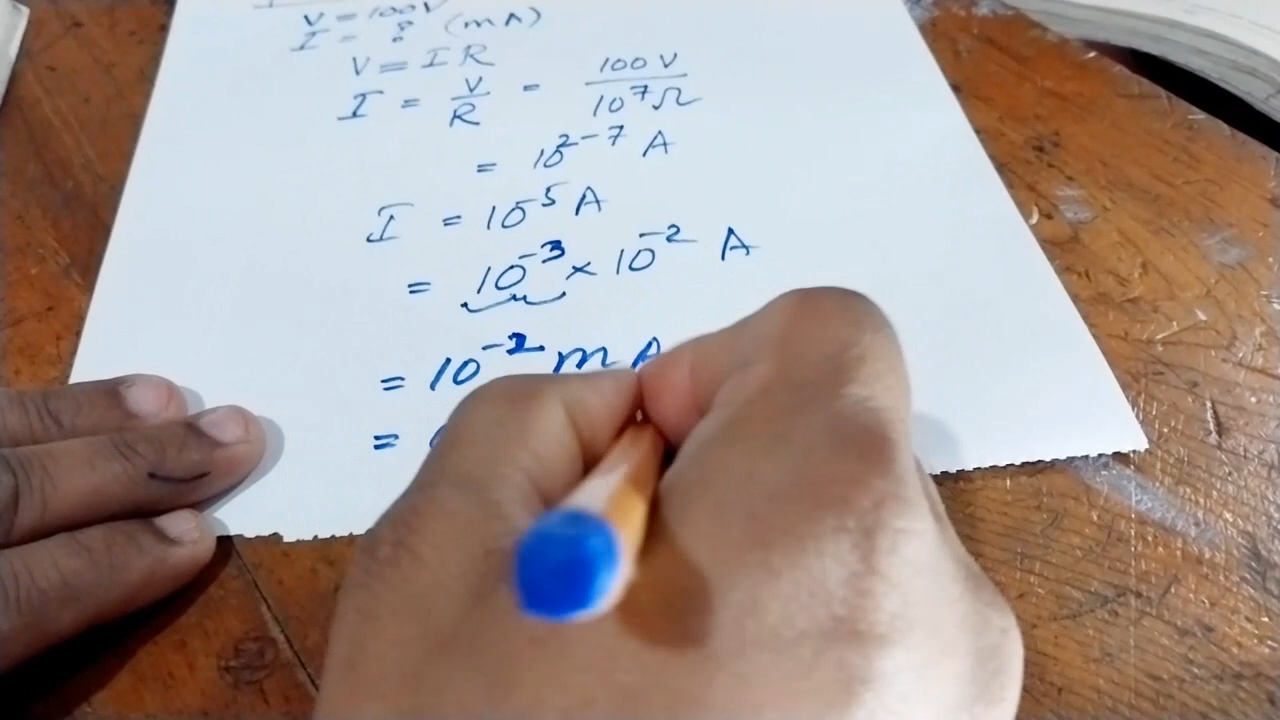 V = 100V
I = ? (mA)
V = IR
I = V/R = 100 V / 10⁷Ω
= 10²⁻⁷ A
I = 10⁻⁵ A
= 10⁻³ × 10⁻² A
= 10⁻² mA
=